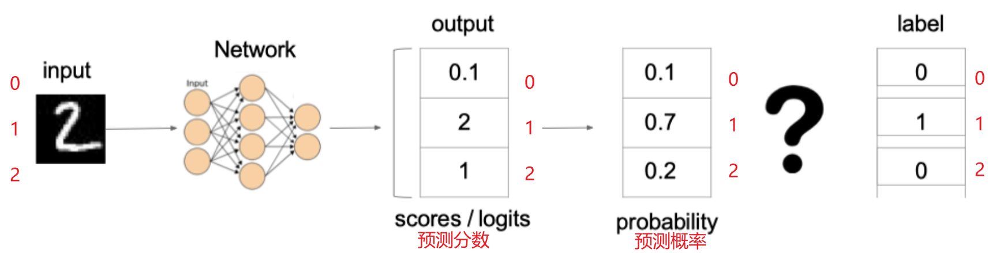 input
0
1
2
Network
Input
output
0.1
2
1
0
1
2
scores / logits
预测分数
0.1
0.7
0.2
0
1
2
probability
预测概率
?
label
0
1
0
0
1
2